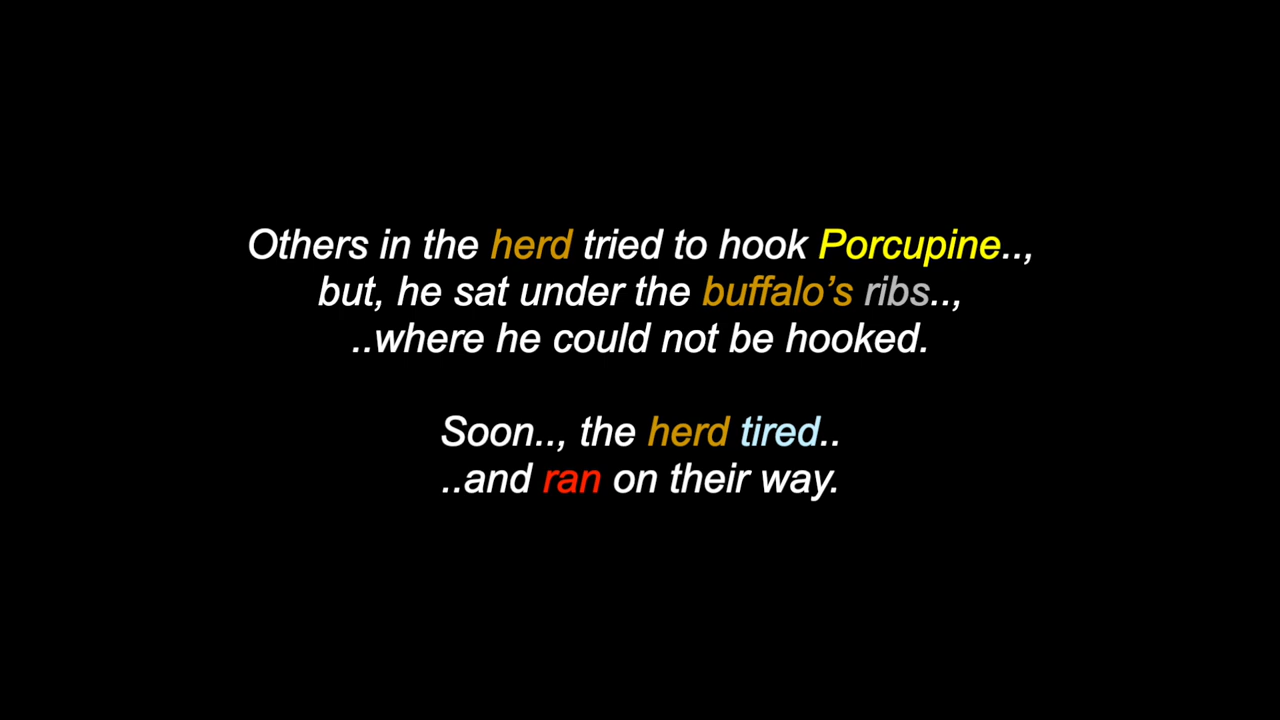 Others in the herd tried to hook Porcupine..,
but, he sat under the buffalo’s ribs..,
..where he could not be hooked.
Soon.., the herd tired..
..and ran on their way.